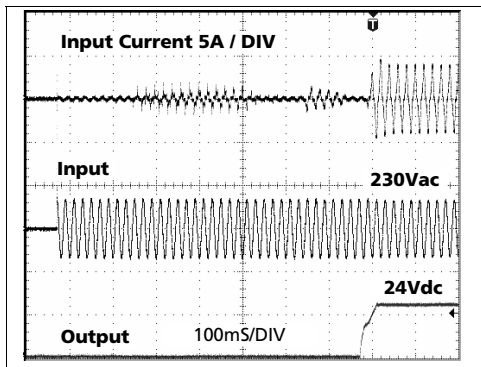 T
Input Current 5A / DIV
Input
230Vac
24Vdc
Output
100mS/DIV